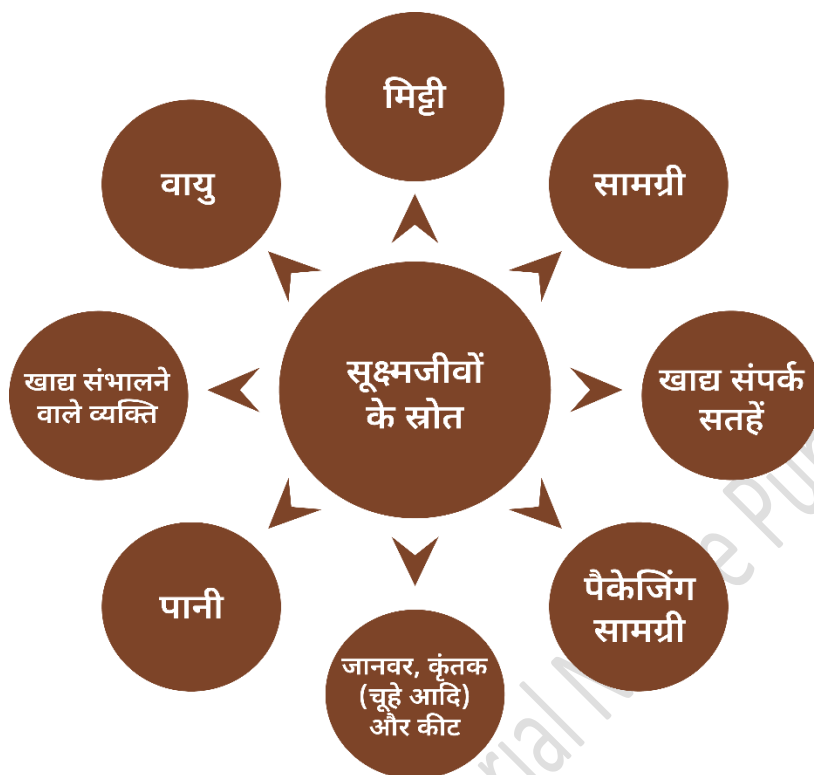 मिट्टी
वायु
सामग्री
सूक्ष्मजीवों
के स्रोत
खाद्य संभालने
वाले व्यक्ति
खाद्य संपर्क
सतहें
पानी
पैकेजिंग
सामग्री
जानवर, कृंतक
(चूहे आदि)
और कीट